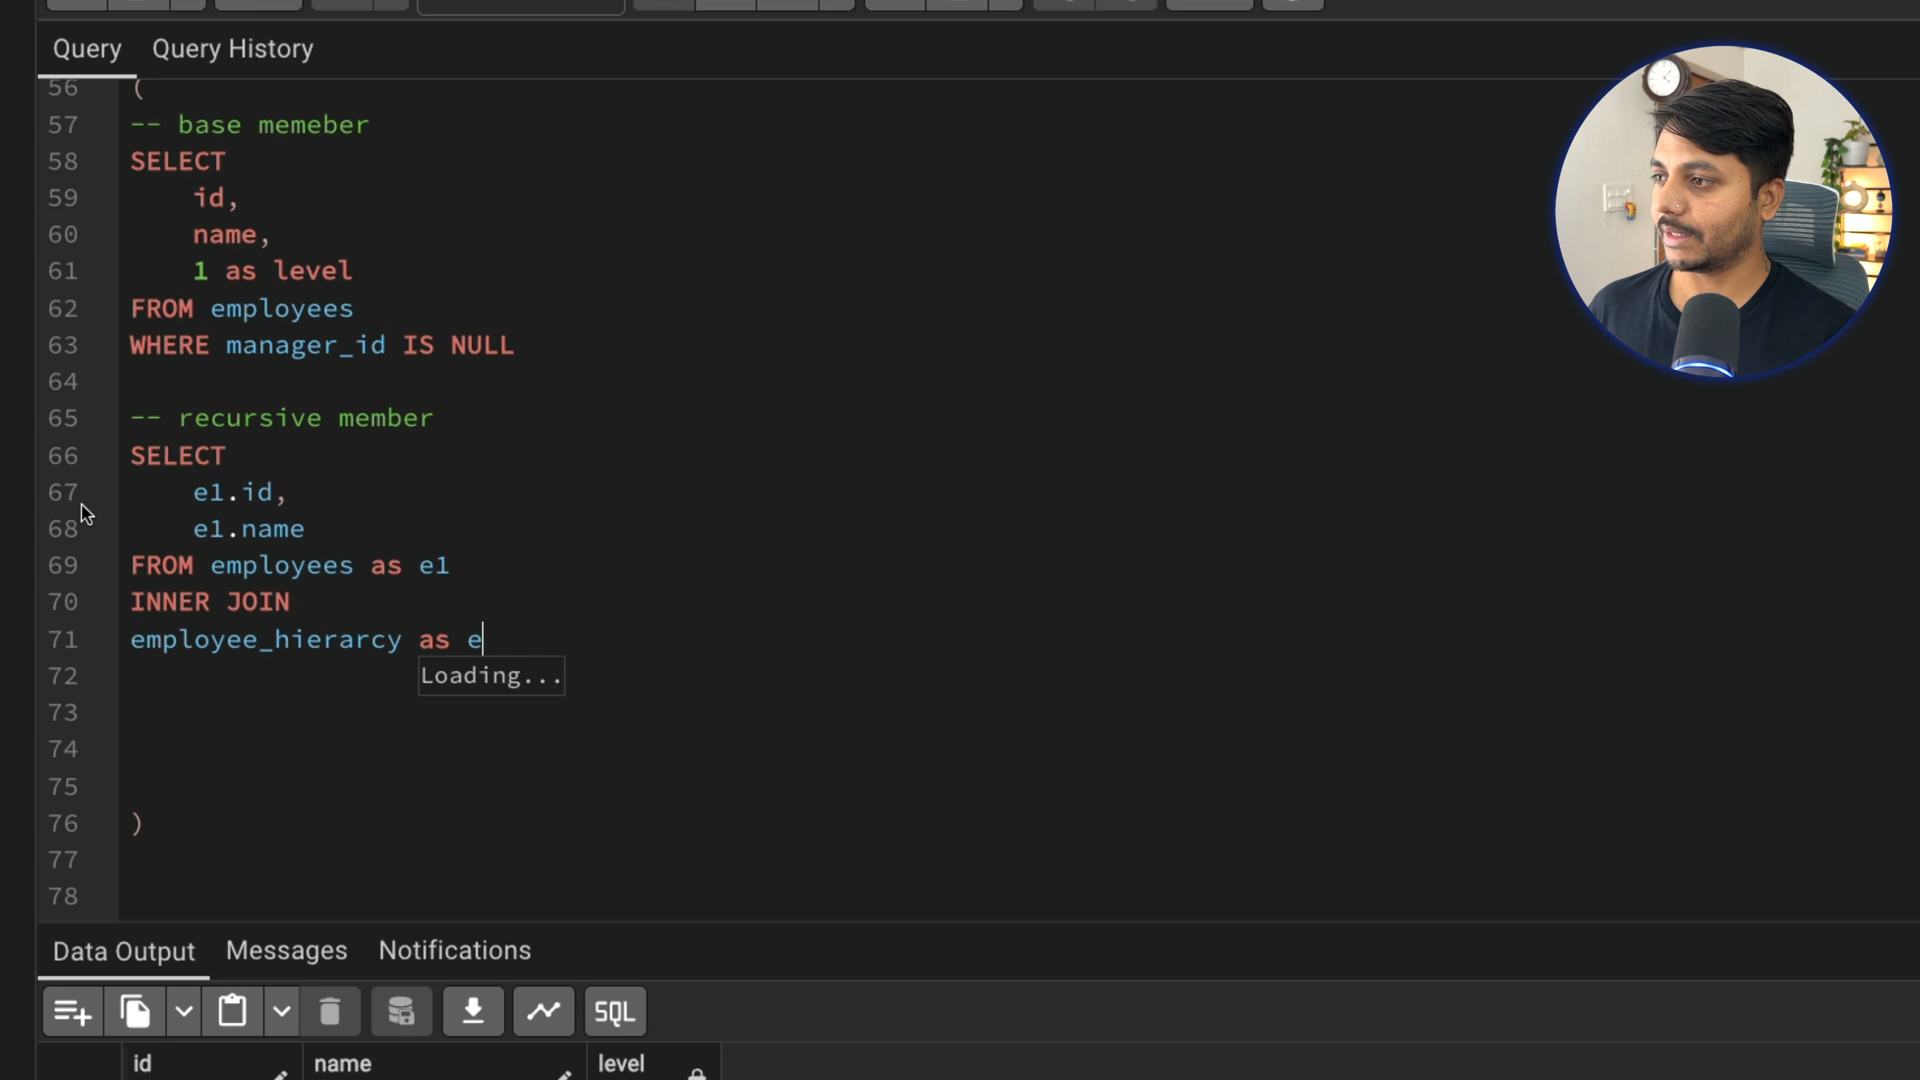 Query Query History
56 (
57 -- base memeber
58 SELECT
59 id,
60 name,
61 1 as level
62 FROM employees
63 WHERE manager_id IS NULL
64
65 -- recursive member
66 SELECT
67 e1.id,
68 e1.name
69 FROM employees as e1
70 INNER JOIN
71 employee_hierarcy as e
72 Loading...
73
74
75
76 )
77
78
Data Output Messages Notifications
SQL
id name level